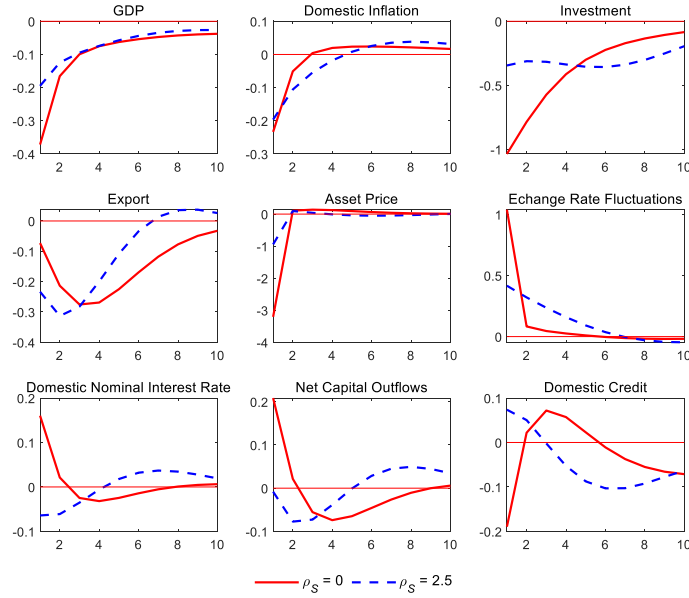 GDP
Domestic Inflation
Investment
0
-0.1
-0.2
-0.3
-0.4
2 4 6 8 10
0.1
0
-0.1
-0.2
-0.3
2 4 6 8 10
0
-0.5
-1
2 4 6 8 10
Export
Asset Price
Echange Rate Fluctuations
0
-0.1
-0.2
-0.3
-0.4
2 4 6 8 10
0
-1
-2
-3
-4
2 4 6 8 10
1
0.5
0
2 4 6 8 10
Domestic Nominal Interest Rate
Net Capital Outflows
Domestic Credit
0.2
0.1
0
-0.1
2 4 6 8 10
0.2
0.1
0
-0.1
2 4 6 8 10
0.1
0
-0.1
-0.2
2 4 6 8 10
ρ_S = 0 ρ_S = 2.5